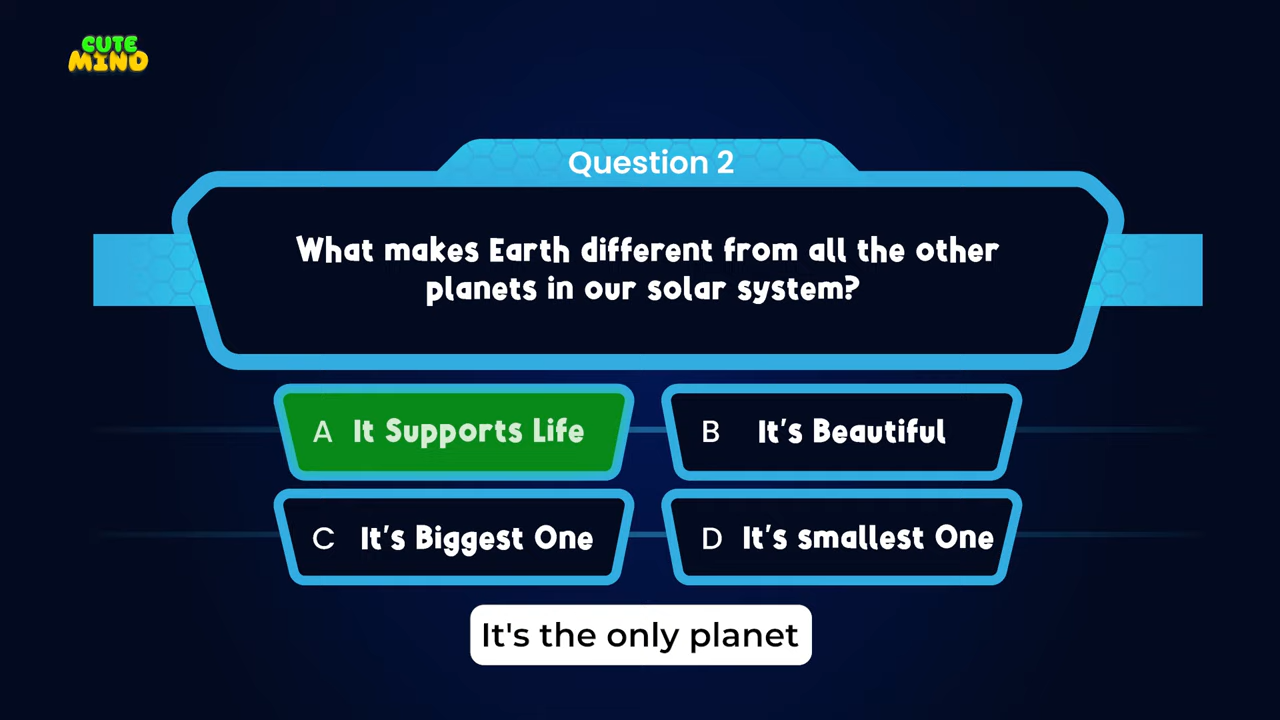 CUTE
MIND
Question 2
What makes Earth different from all the other
planets in our solar system?
A It Supports Life
B It's Beautiful
C It's Biggest One
D It's smallest One
It's the only planet